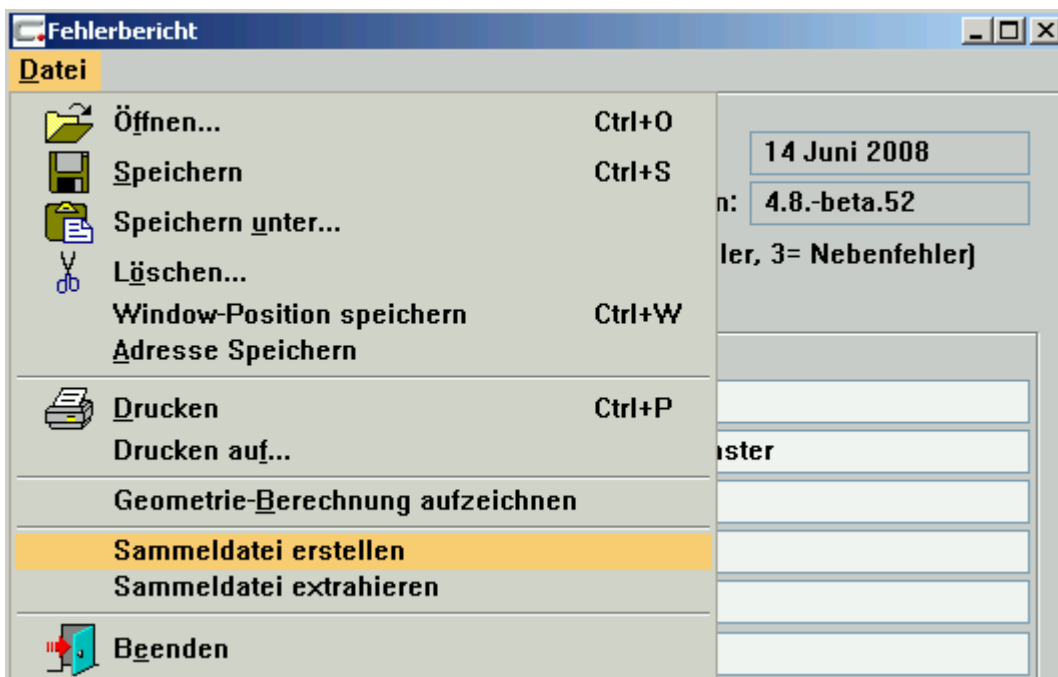 Fehlerbericht
Datei
Öffnen... Ctrl+O
Speichern Ctrl+S
Speichern unter...
Löschen...
Window-Position speichern Ctrl+W
Adresse Speichern
Drucken Ctrl+P
Drucken auf...
Geometrie-Berechnung aufzeichnen
Sammeldatei erstellen
Sammeldatei extrahieren
Beenden
14 Juni 2008
n: 4.8.-beta.52
ler, 3= Nebenfehler)
aster